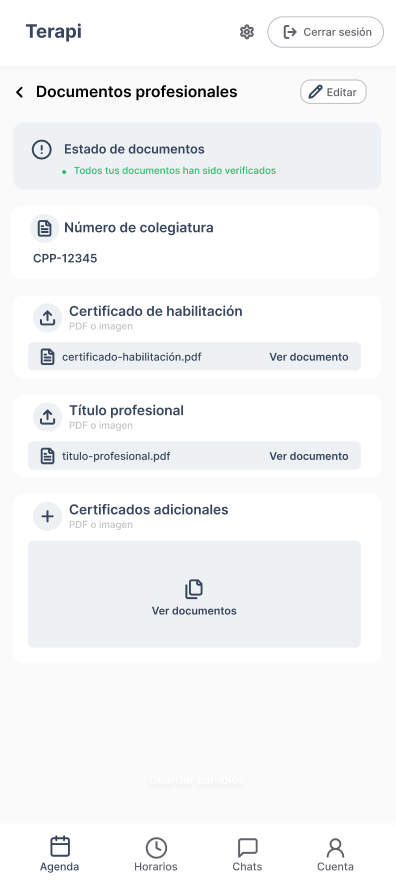 Terapi
Cerrar sesión
Documentos profesionales
Editar
Estado de documentos
Todos tus documentos han sido verificados
Número de colegiatura
CPP-12345
Certificado de habilitación
PDF o imagen
certificado-habilitación.pdf
Ver documento
Título profesional
PDF o imagen
titulo-profesional.pdf
Ver documento
Certificados adicionales
PDF o imagen
Ver documentos
Guardar cambios
Agenda
Horarios
Chats
Cuenta